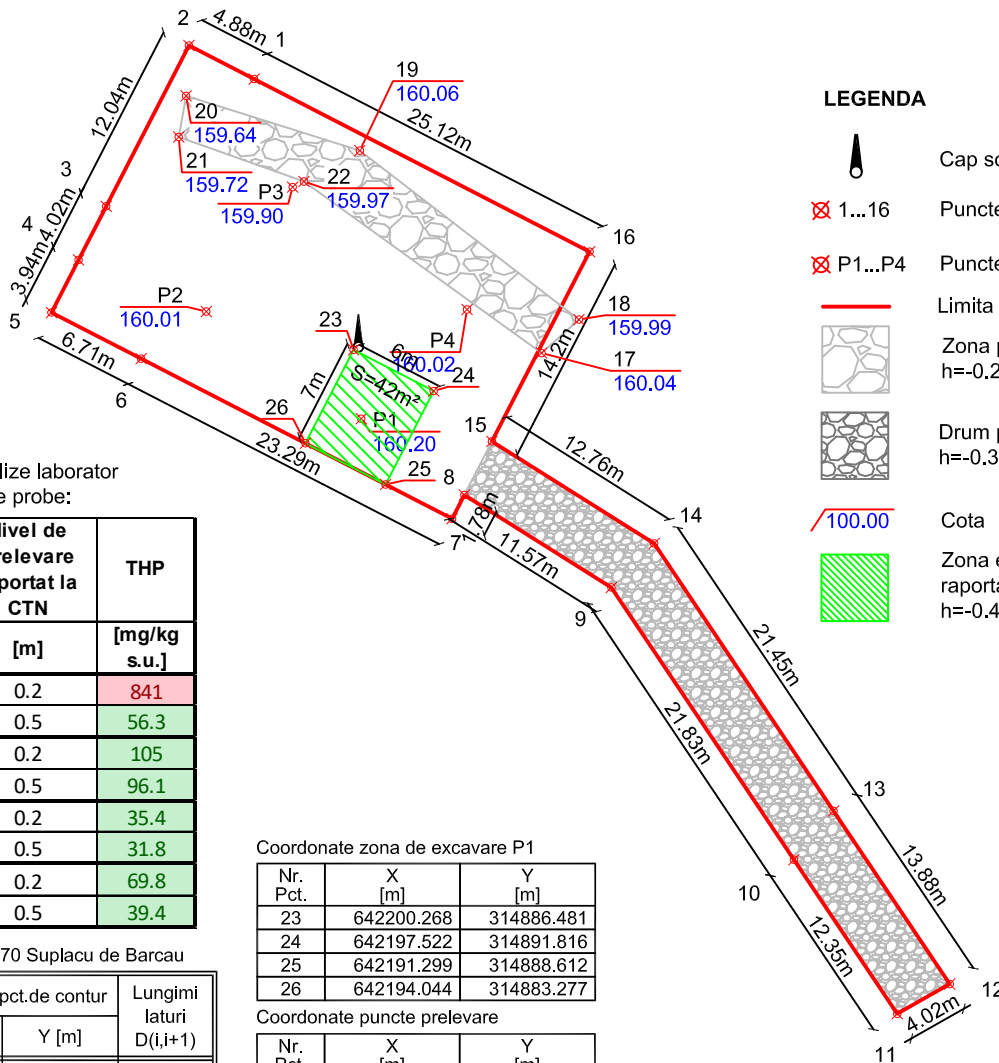 2
4.88m
1
19
160.06
25.12m
12.04m
20
159.64
21
159.72
22
159.97
P3
159.90
3
4.02m
4
3.94m
5
P2
160.01
16
18
159.99
17
160.04
14.2m
23
6m
P4
160.02
24
7m
S=42m²
P1
160.20
6.71m
6
26
23.29m
25
15
8
7
.78m
12.76m
14
11.57m
9
21.45m
21.83m
13
10
13.88m
12.35m
12
4.02m
11
LEGENDA
Cap
1...16 Puncte
P1...P4 Puncte
Limita
Zona
h=-0.2
Drum
h=-0.3
100.00 Cota
Zona
h=-0.4
laborator
probe:
de
la
CTN
THP
[m]
[mg/kg
s.u.]
0.2 841
0.5 56.3
0.2 105
0.5 96.1
0.2 35.4
0.5 31.8
0.2 69.8
0.5 39.4
70 Suplacu de Barcau
pct.de contur
Y [m]
Lungimi
laturi
D(i,i+1)
Coordonate zona de excavare P1
Nr.
Pct.
X
[m]
Y
[m]
23 642200.268 314886.481
24 642197.522 314891.816
25 642191.299 314888.612
26 642194.044 314883.277
Coordonate puncte prelevare
Nr.
X
Y